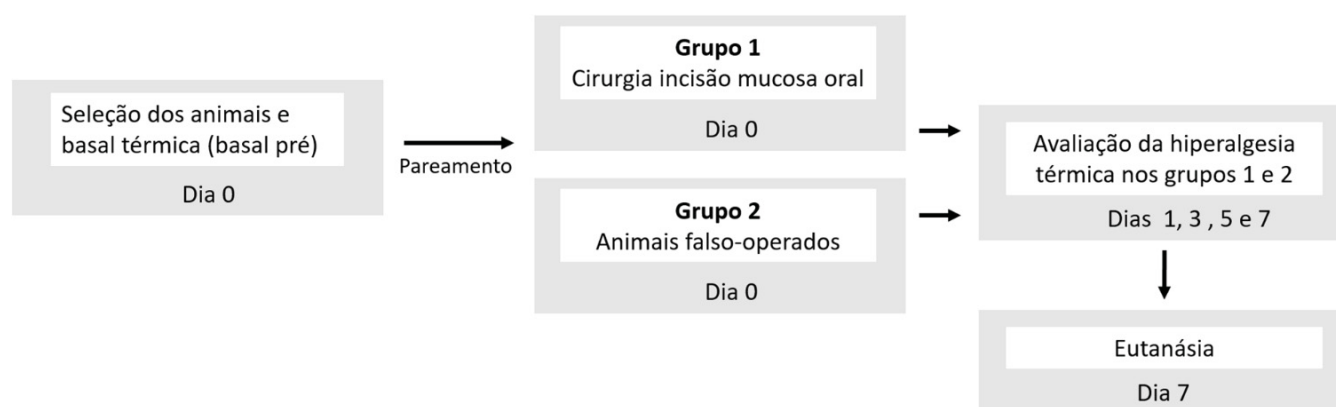 Seleção dos animais e
basal térmica (basal pré)
Dia 0
Pareamento
Grupo 1
Cirurgia incisão mucosa oral
Dia 0
Grupo 2
Animais falso-operados
Dia 0
Avaliação da hiperalgesia
térmica nos grupos 1 e 2
Dias 1, 3 , 5 e 7
Eutanásia
Dia 7